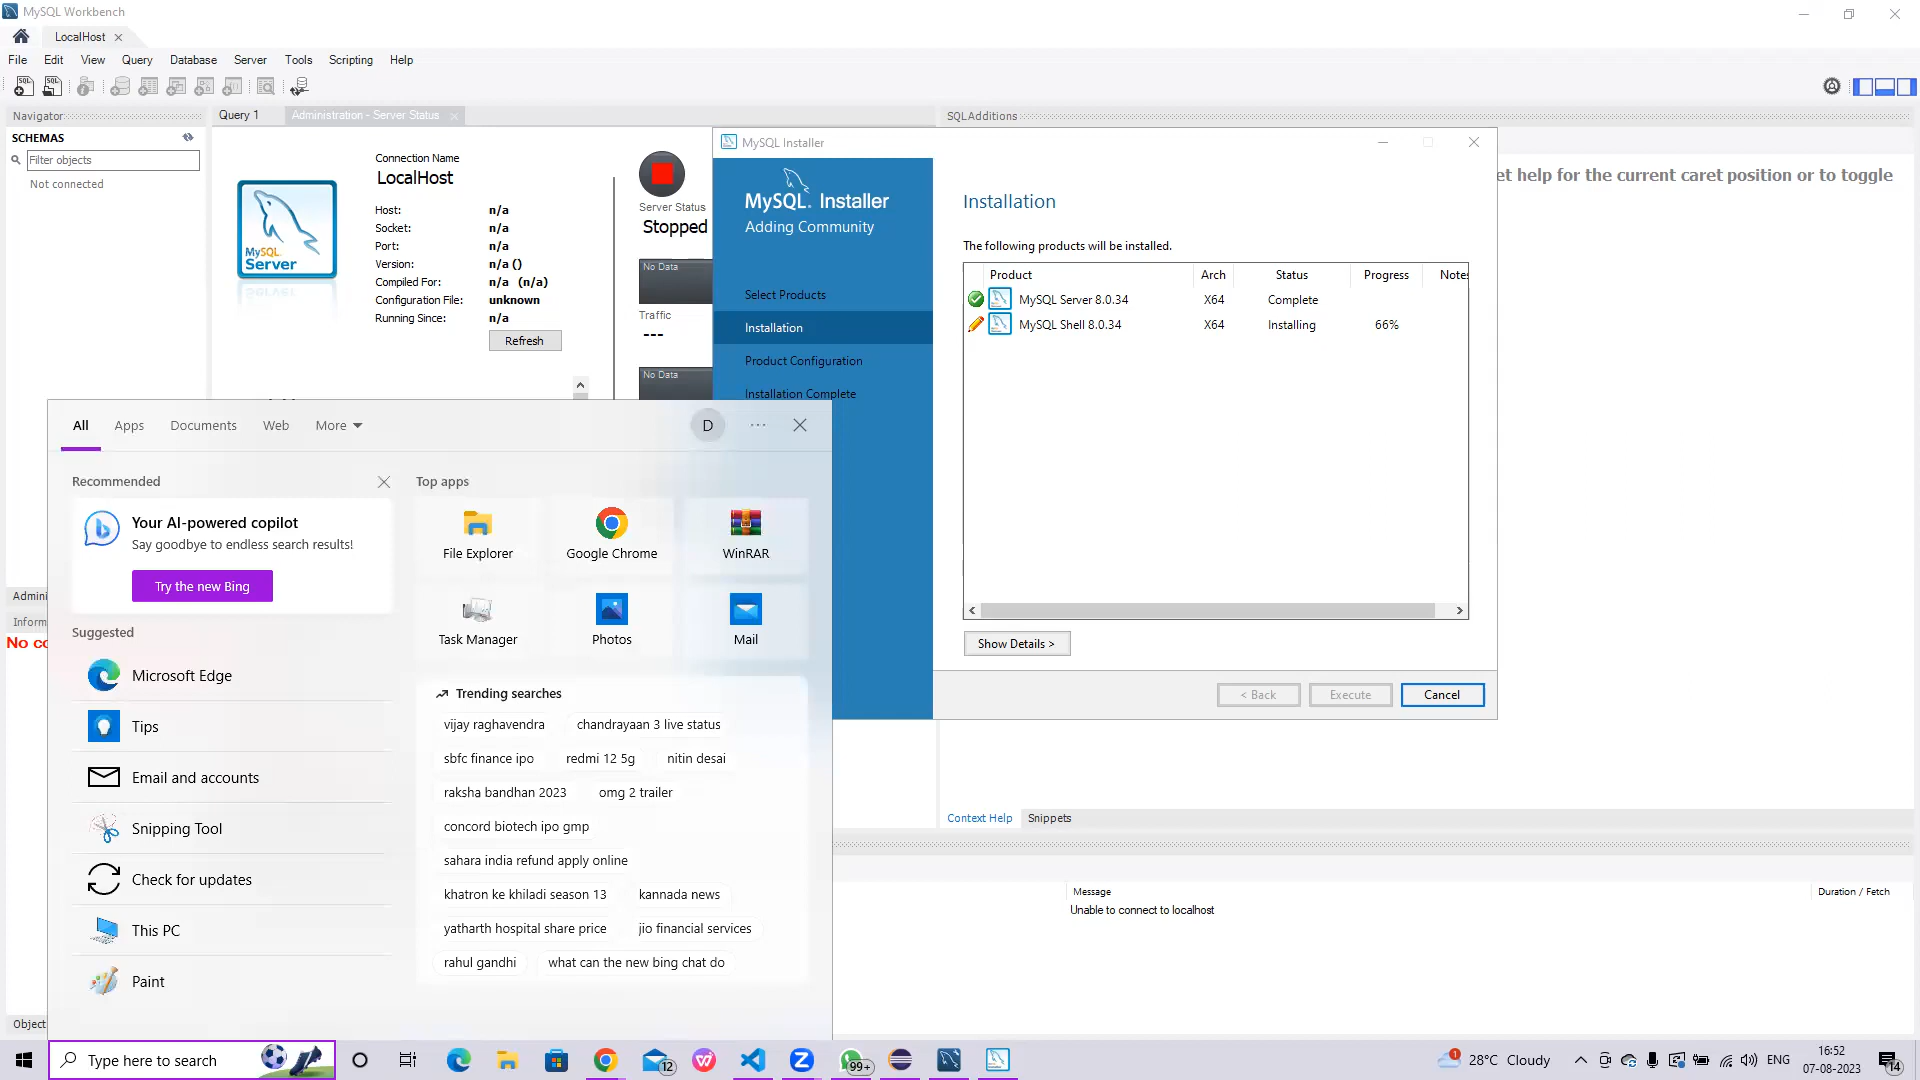 MySQL Workbench
LocalHost
File Edit View Query Database Server Tools Scripting Help
Navigator
SCHEMAS
Filter objects
Not connected
Query 1
Administration - Server Status
SQLAdditions
Connection Name
LocalHost
Host: n/a
Socket: n/a
Port: n/a
Version: n/a ()
Compiled For: n/a (n/a)
Configuration File: unknown
Running Since: n/a
Refresh
MySQL
Server
Server Status
Stopped
No Data
Traffic
---
No Data
MySQL Installer
MySQL. Installer
Adding Community
Select Products
Installation
Product Configuration
Installation Complete
Installation
The following products will be installed.
Product Arch Status Progress Notes
MySQL Server 8.0.34 X64 Complete
MySQL Shell 8.0.34 X64 Installing 66%
Show Details >
< Back Execute Cancel
et help for the current caret position or to toggle
Admini
Inform
No co
Object
All Apps Documents Web More
D
Recommended
Your AI-powered copilot
Say goodbye to endless search results!
Try the new Bing
Suggested
Microsoft Edge
Tips
Email and accounts
Snipping Tool
Check for updates
This PC
Paint
Top apps
File Explorer
Google Chrome
WinRAR
Task Manager
Photos
Mail
Trending searches
vijay raghavendra chandrayaan 3 live status
sbfc finance ipo redmi 12 5g nitin desai
raksha bandhan 2023 omg 2 trailer
concord biotech ipo gmp
sahara india refund apply online
khatron ke khiladi season 13 kannada news
yatharth hospital share price jio financial services
rahul gandhi what can the new bing chat do
Context Help Snippets
Message Duration / Fetch
Unable to connect to localhost
Type here to search
12
99+
1
28°C Cloudy
ENG
16:52
07-08-2023
14